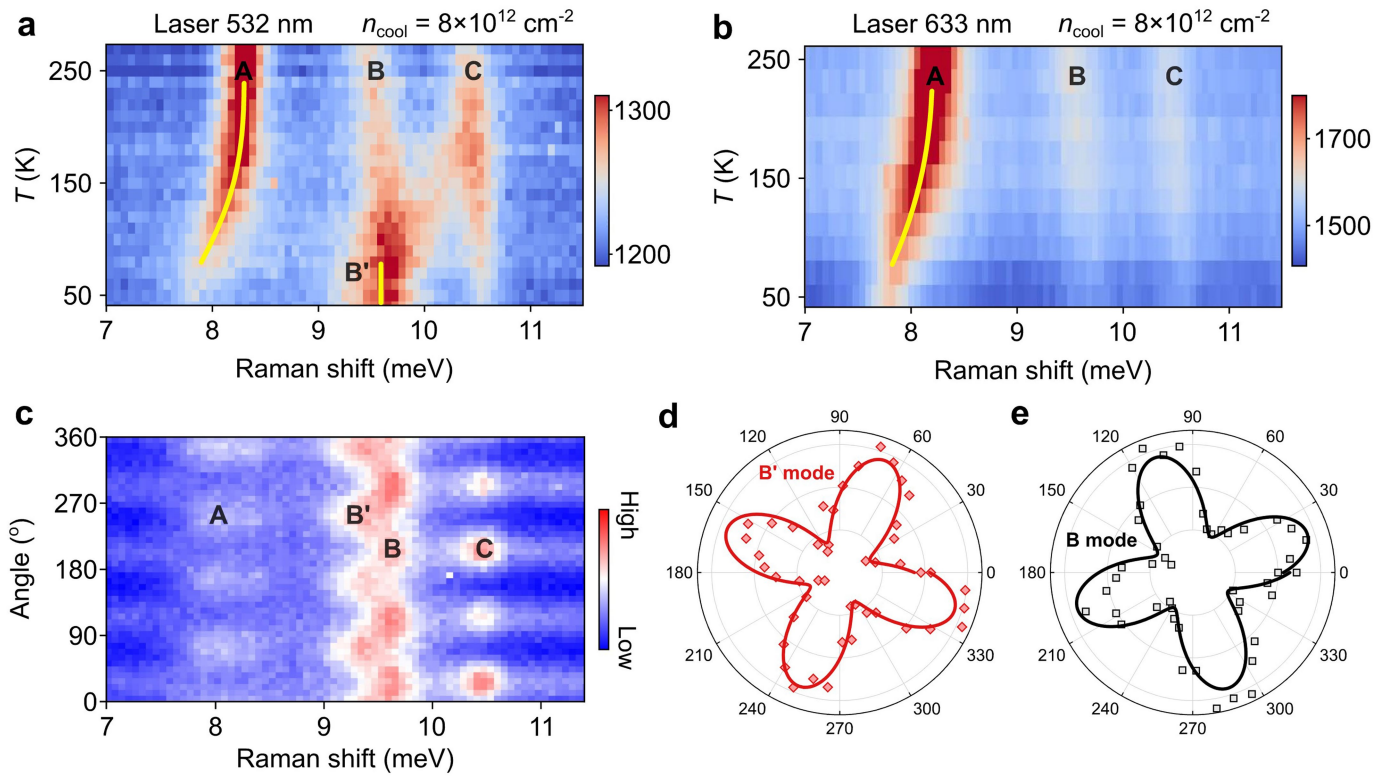 a
Laser 532 nm n_cool = 8×10¹² cm⁻²
A B C
B'
250
150
50
T (K)
7 8 9 10 11
Raman shift (meV)
1300
1200
b
Laser 633 nm n_cool = 8×10¹² cm⁻²
A B C
250
150
50
T (K)
7 8 9 10 11
Raman shift (meV)
1700
1500
c
360
270
180
90
0
Angle (º)
A B'
B C
7 8 9 10 11
Raman shift (meV)
High
Low
d
B' mode
90
120 60
150 30
180 0
210 330
240 300
270
e
B mode
90
120 60
150 30
180 0
210 330
240 300
270